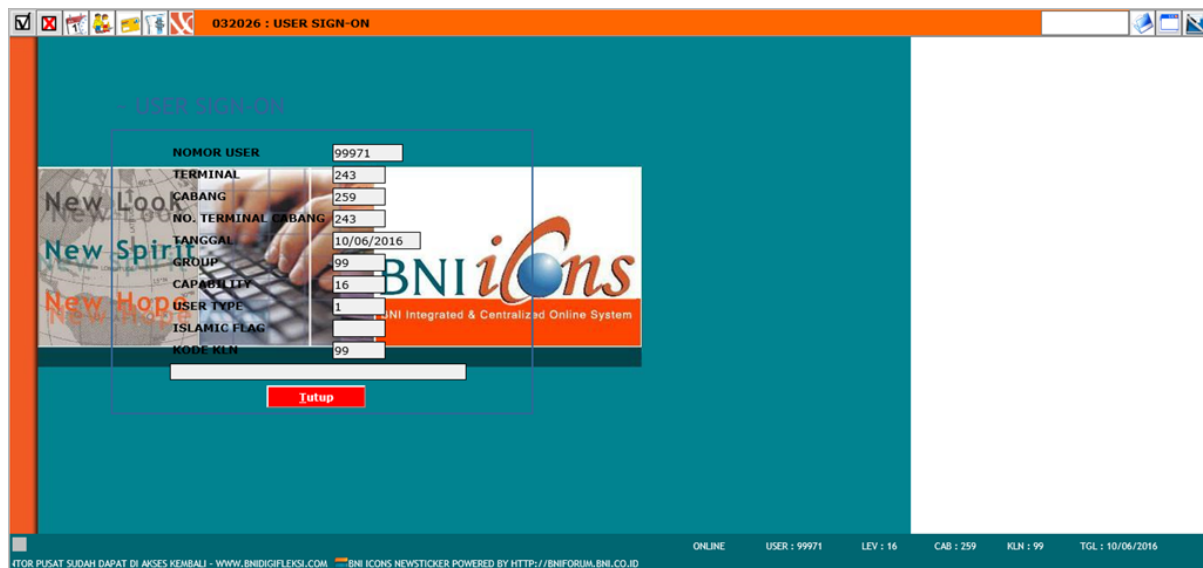 032026 : USER SIGN-ON
- USER SIGN-ON
NOMOR USER 99971
TERMINAL 243
CABANG 259
NO. TERMINAL CABANG 243
TANGGAL 10/06/2016
GROUP 99
CAPABILITY 16
USER TYPE 1
ISLAMIC FLAG
KODE KLN 99
Tutup
New Look
New Spirit
New Hope
BNI iCons
BNI Integrated & Centralized Online System
ONLINE USER : 99971 LEV : 16 CAB : 259 KLN : 99 TGL : 10/06/2016
NTOR PUSAT SUDAH DAPAT DI AKSES KEMBALI - WWW.BNIDIGIFLEKSI.COM BNI ICONS NEWSTICKER POWERED BY HTTP://BNIFORUM.BNI.CO.ID